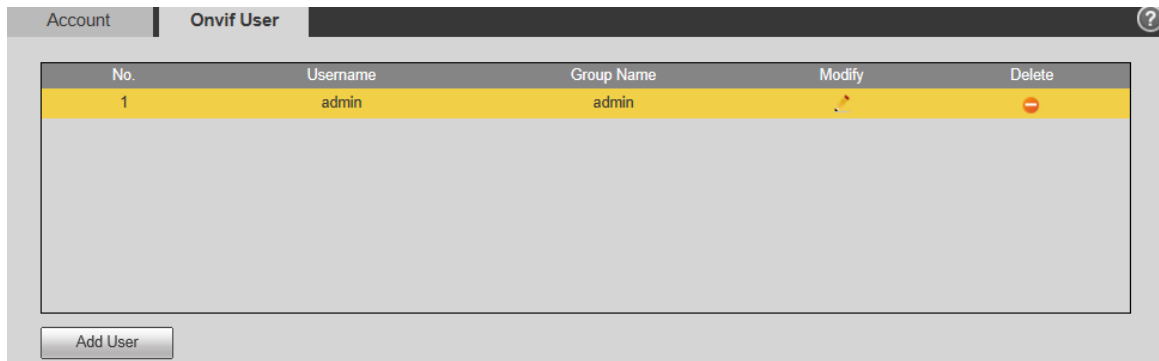 Account Onvif User ?
No. Username Group Name Modify Delete
1 admin admin
Add User